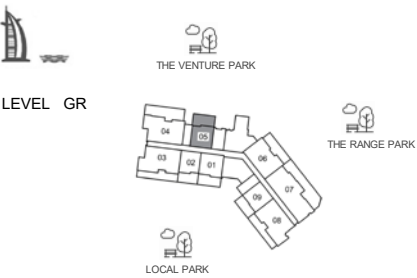 THE VENTURE PARK
LEVEL GR
THE RANGE PARK
04
05
03
02
01
06
07
09
08
LOCAL PARK